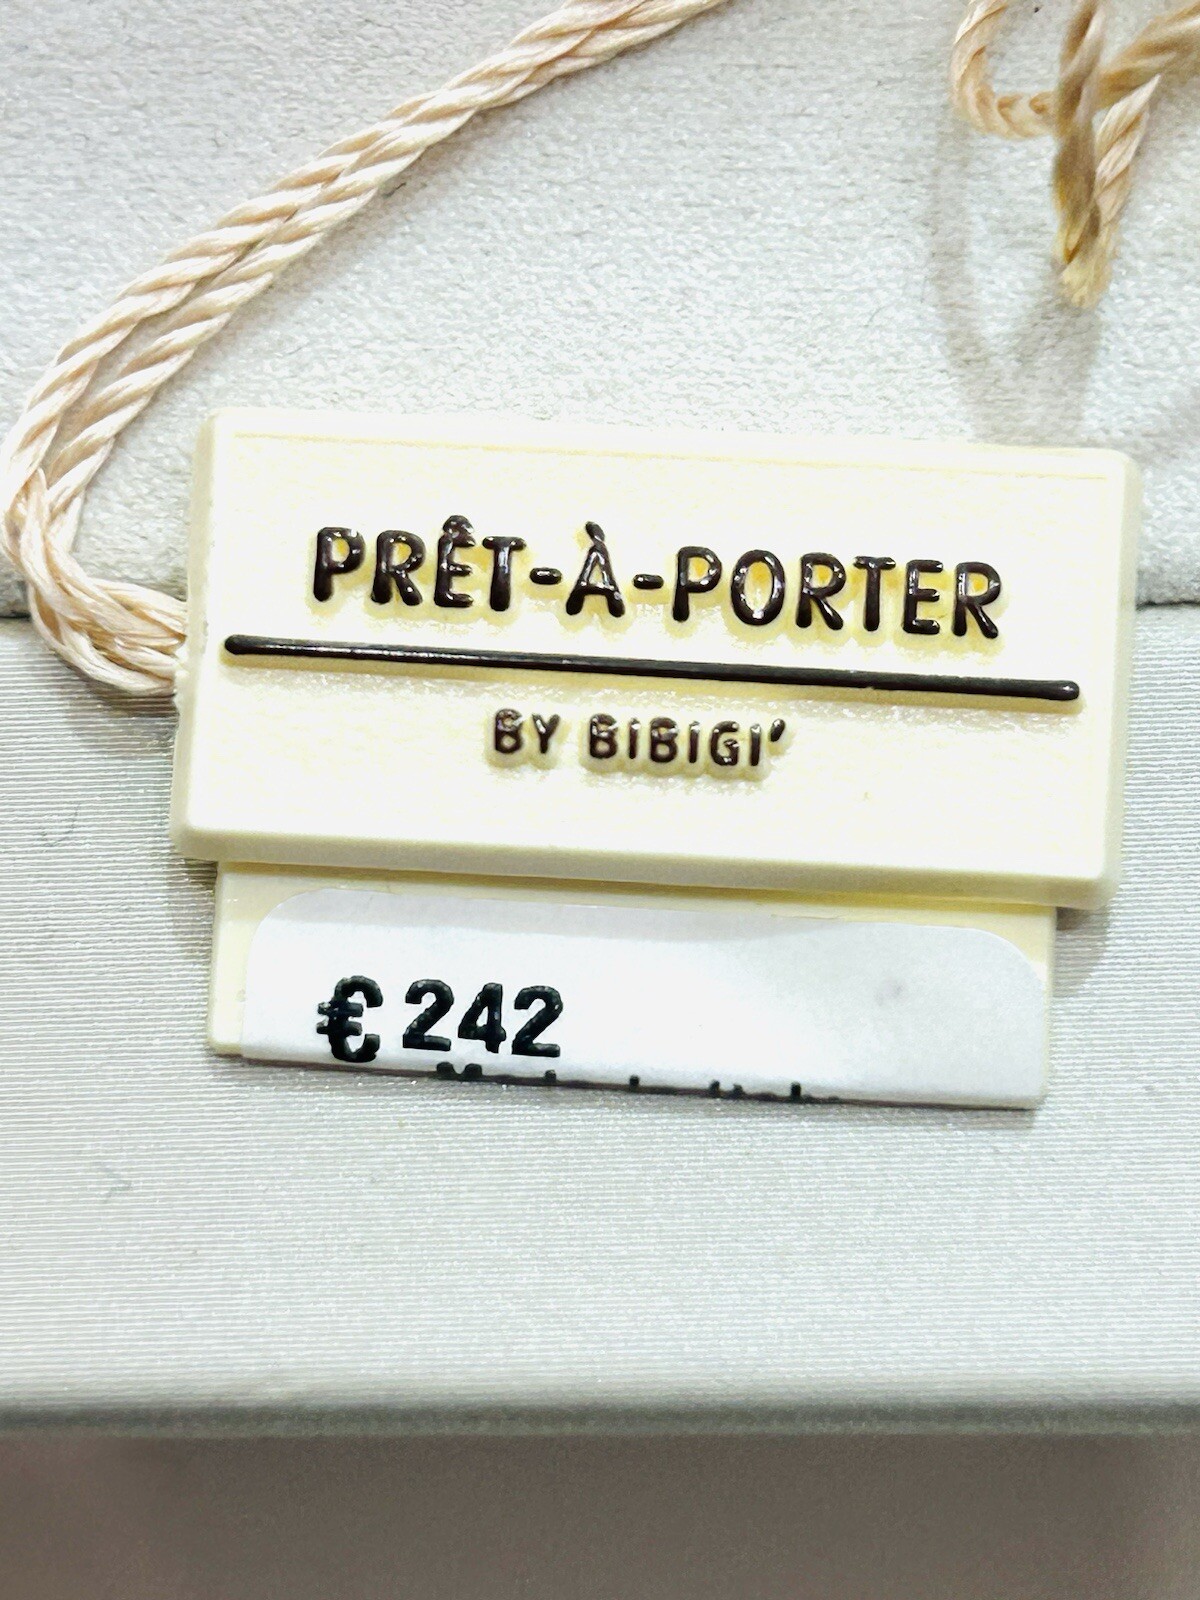 PRÊT-À-PORTER
BY BIBIGI'
€ 242